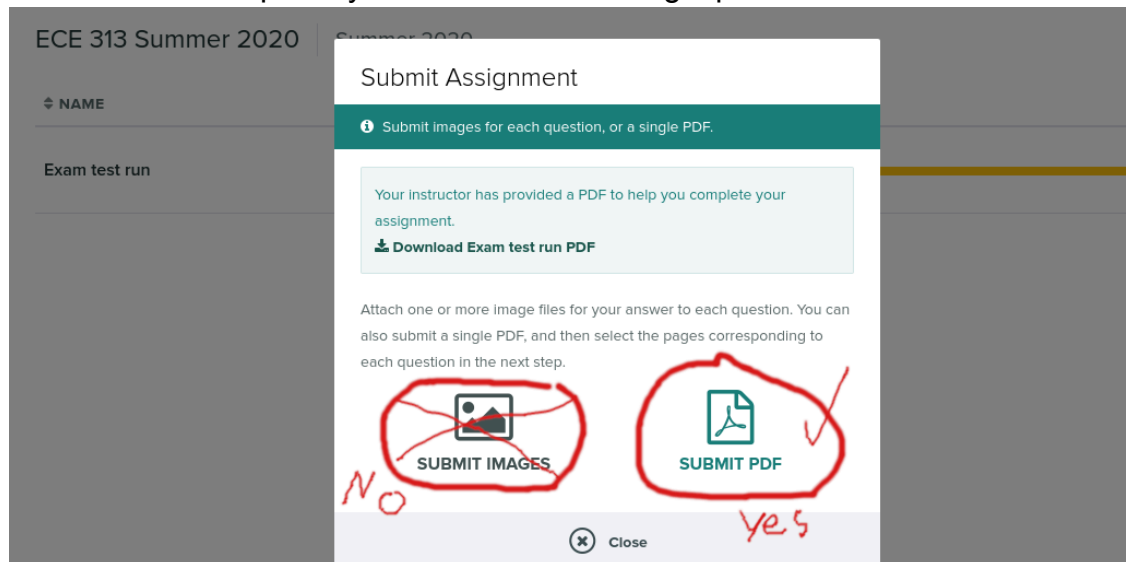 ECE 313 Summer 2020
Submit Assignment
NAME
Submit images for each question, or a single PDF.
Exam test run
Your instructor has provided a PDF to help you complete your
assignment.
Download Exam test run PDF
Attach one or more image files for your answer to each question. You can
also submit a single PDF, and then select the pages corresponding to
each question in the next step.
SUBMIT IMAGES SUBMIT PDF
NO
yes
Close